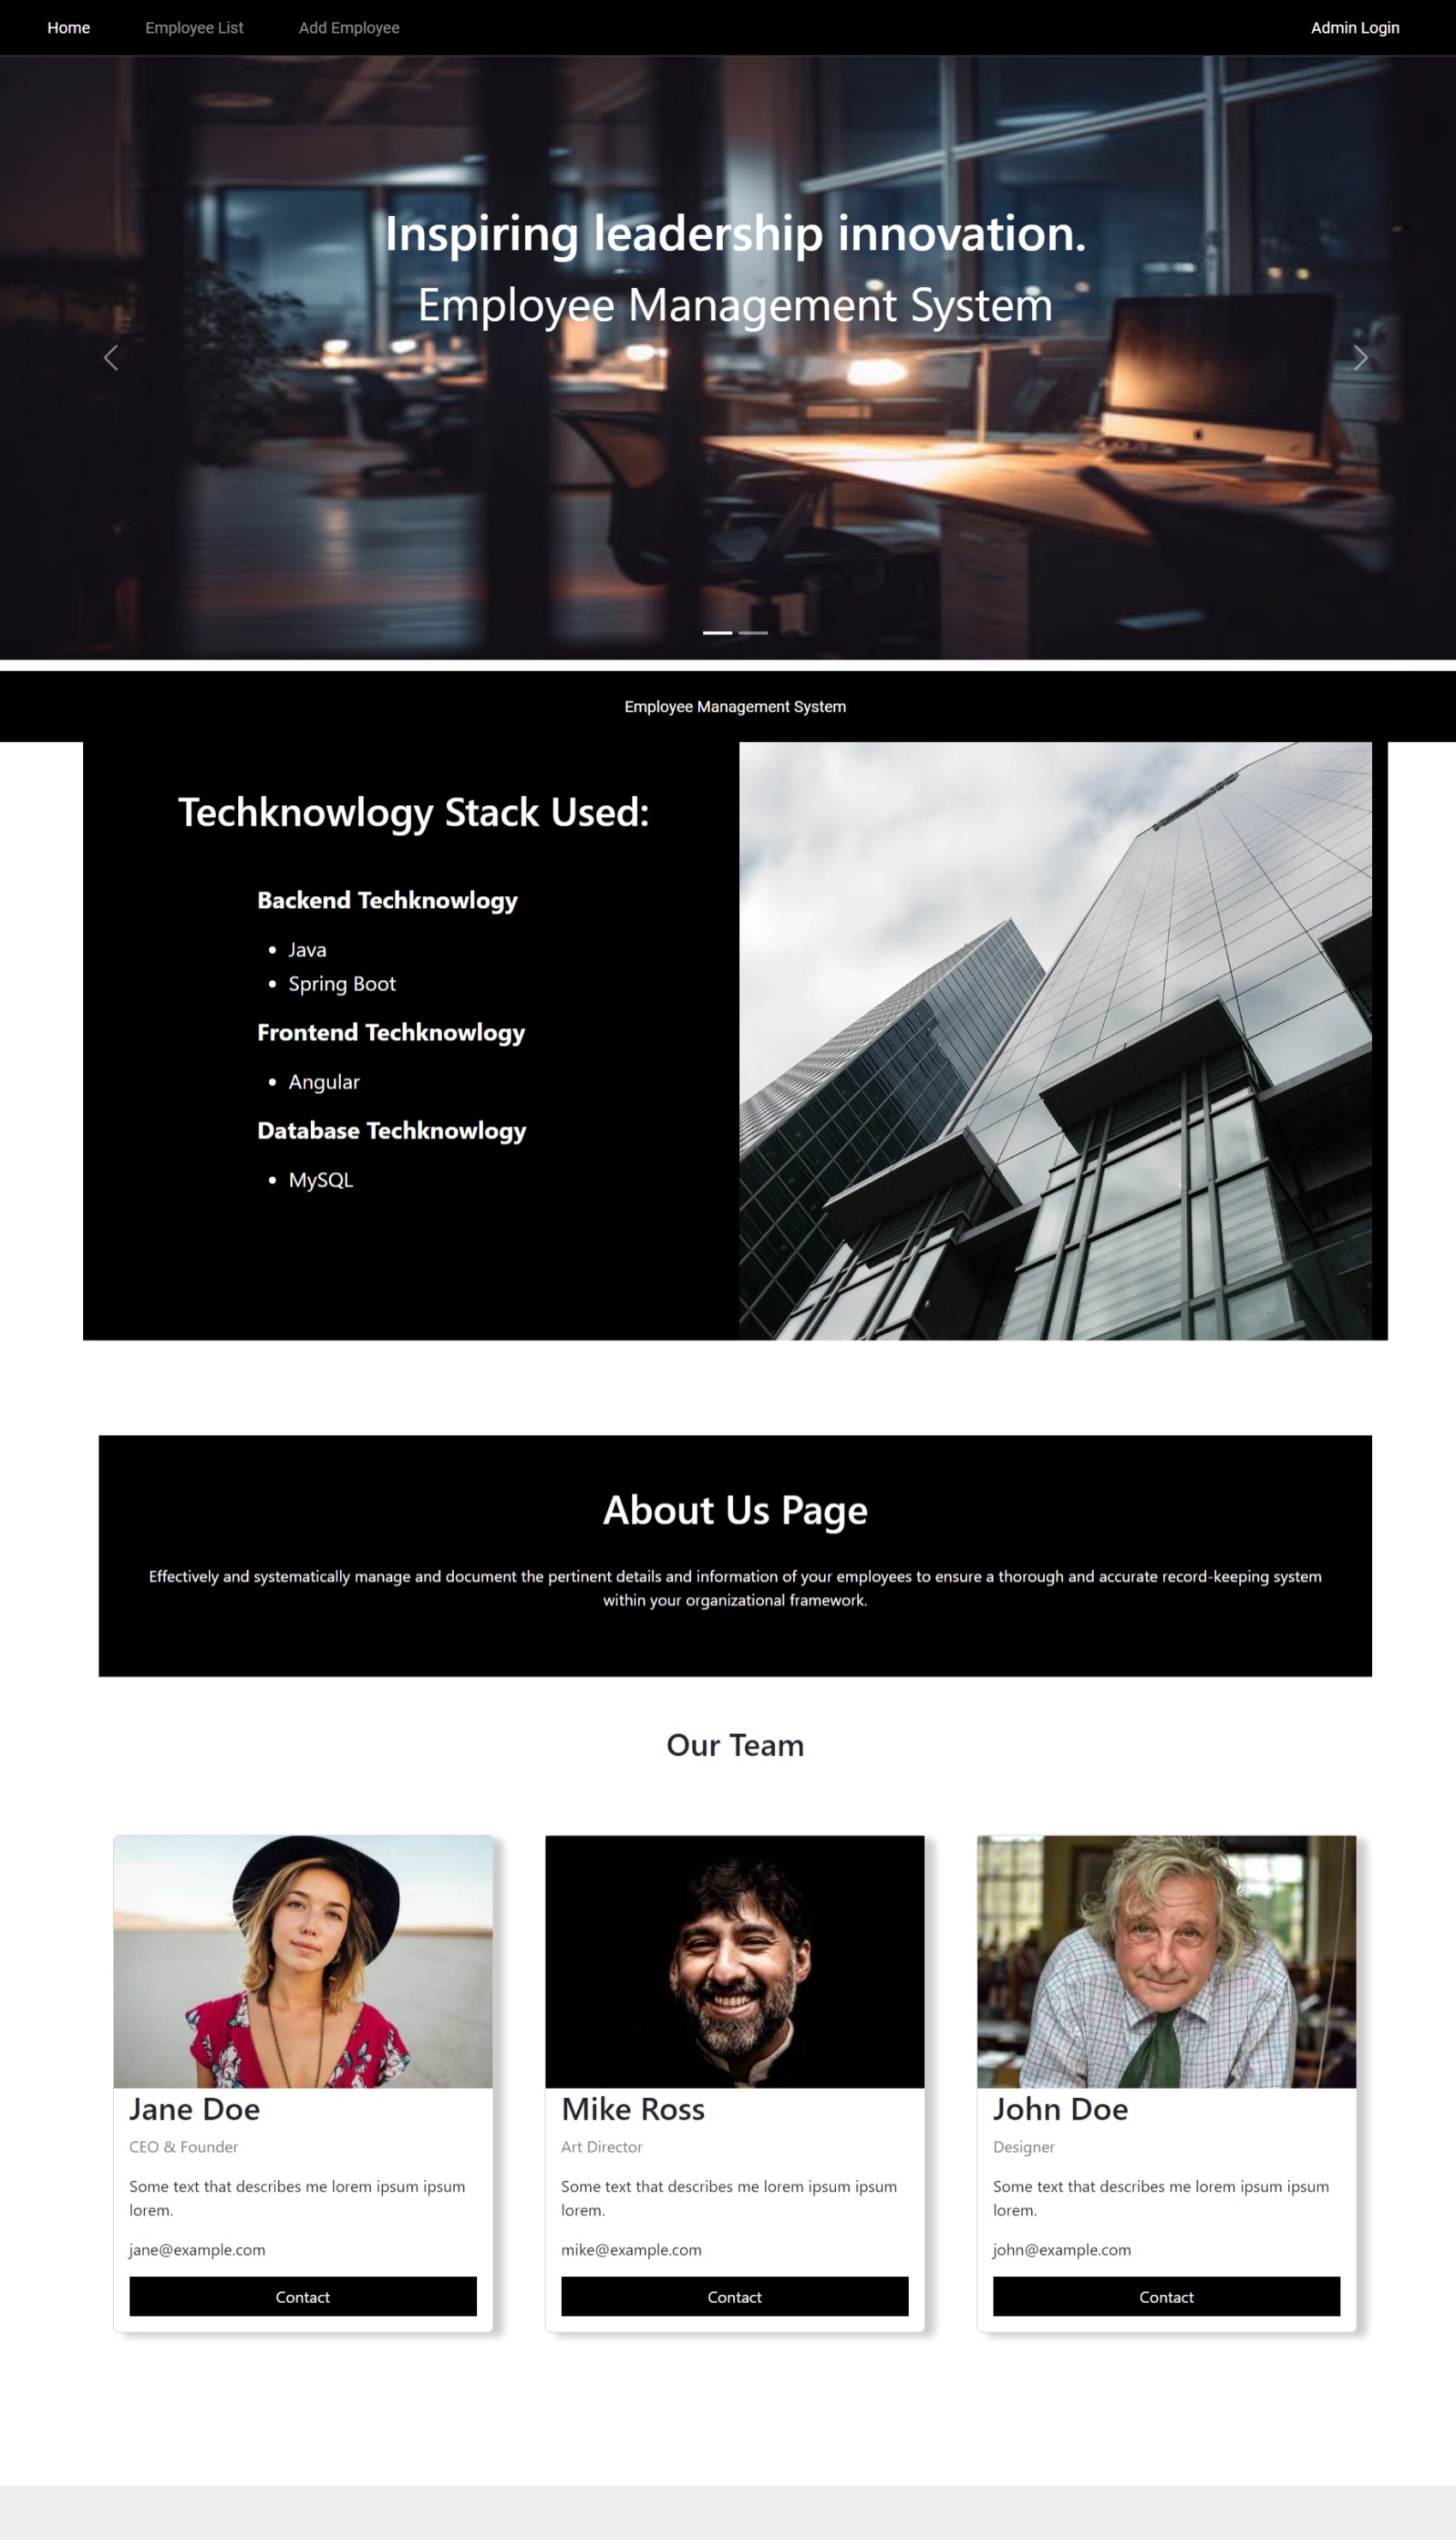 Home Employee List Add Employee Admin Login
Inspiring leadership innovation.
Employee Management System
Employee Management System
Techknowlogy Stack Used:
Backend Techknowlogy
• Java
• Spring Boot
Frontend Techknowlogy
• Angular
Database Techknowlogy
• MySQL
About Us Page
Effectively and systematically manage and document the pertinent details and information of your employees to ensure a thorough and accurate record-keeping system
within your organizational framework.
Our Team
Jane Doe
CEO & Founder
Some text that describes me lorem ipsum ipsum
lorem.
jane@example.com
Contact
Mike Ross
Art Director
Some text that describes me lorem ipsum ipsum
lorem.
mike@example.com
Contact
John Doe
Designer
Some text that describes me lorem ipsum ipsum
lorem.
john@example.com
Contact